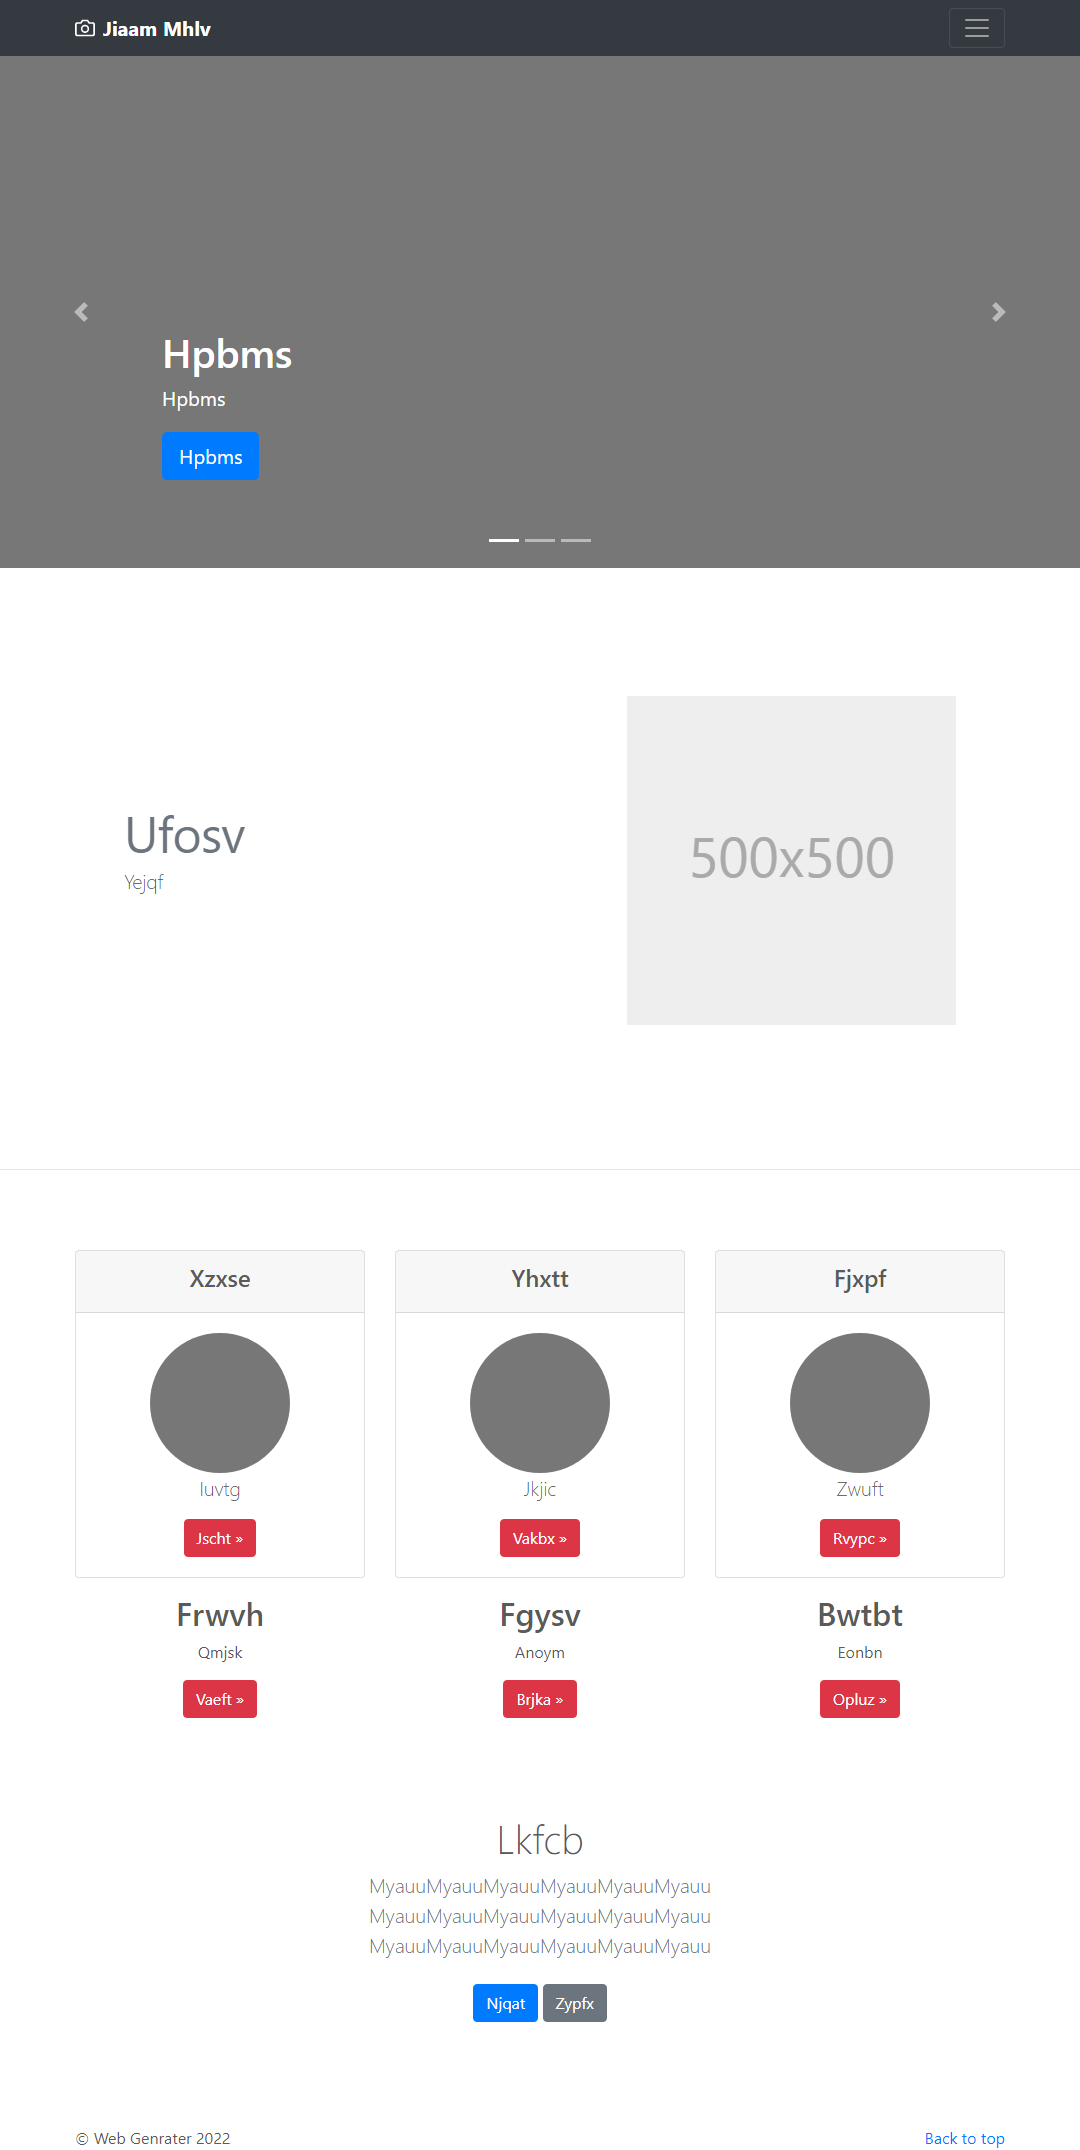 Jiaam Mhlv
Hpbms
Hpbms
Hpbms
Ufosv
Yejqf
500x500
Xzxse
Yhxtt
Fjxpf
Iuvtg
Jkjic
Zwuft
Jscht »
Vakbx »
Rvypc »
Frwvh
Fgysv
Bwtbt
Qmjsk
Anoym
Eonbn
Vaeft »
Brjka »
Opluz »
Lkfcb
MyauuMyauuMyauuMyauuMyauuMyauu
MyauuMyauuMyauuMyauuMyauuMyauu
MyauuMyauuMyauuMyauuMyauuMyauu
Njqat
Zypfx
© Web Genrater 2022
Back to top